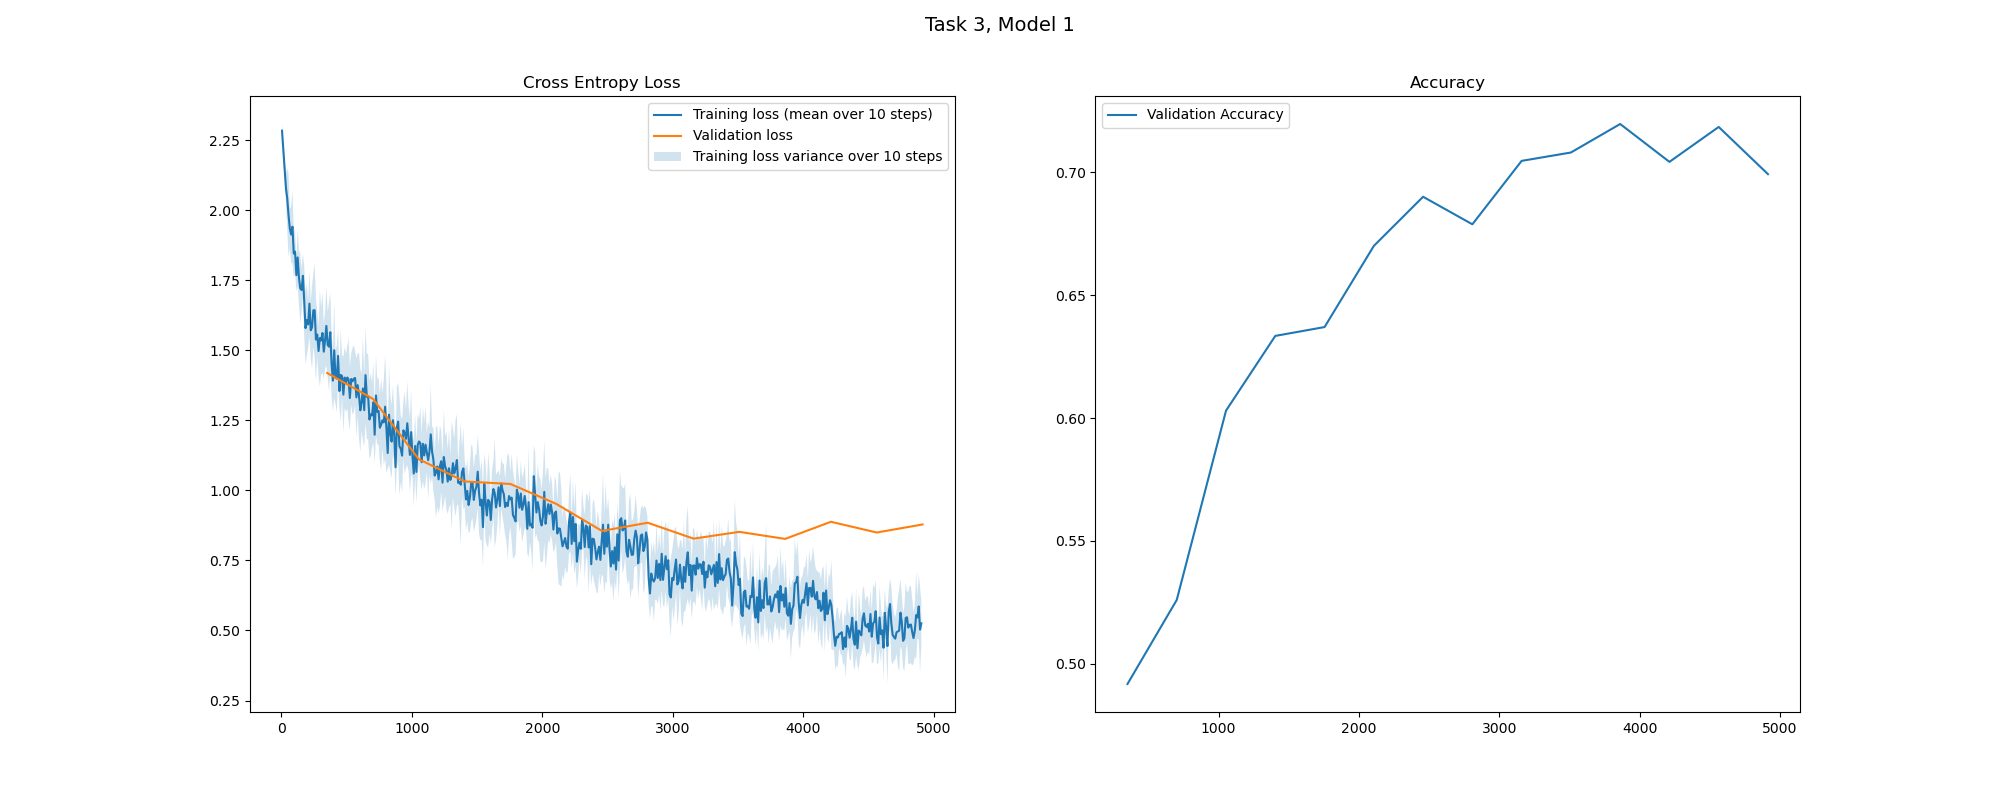 Task 3, Model 1
Cross Entropy Loss
Training loss (mean over 10 steps)
Validation loss
Training loss variance over 10 steps
2.25
2.00
1.75
1.50
1.25
1.00
0.75
0.50
0.25
0 1000 2000 3000 4000 5000
Accuracy
Validation Accuracy
0.70
0.65
0.60
0.55
0.50
1000 2000 3000 4000 5000